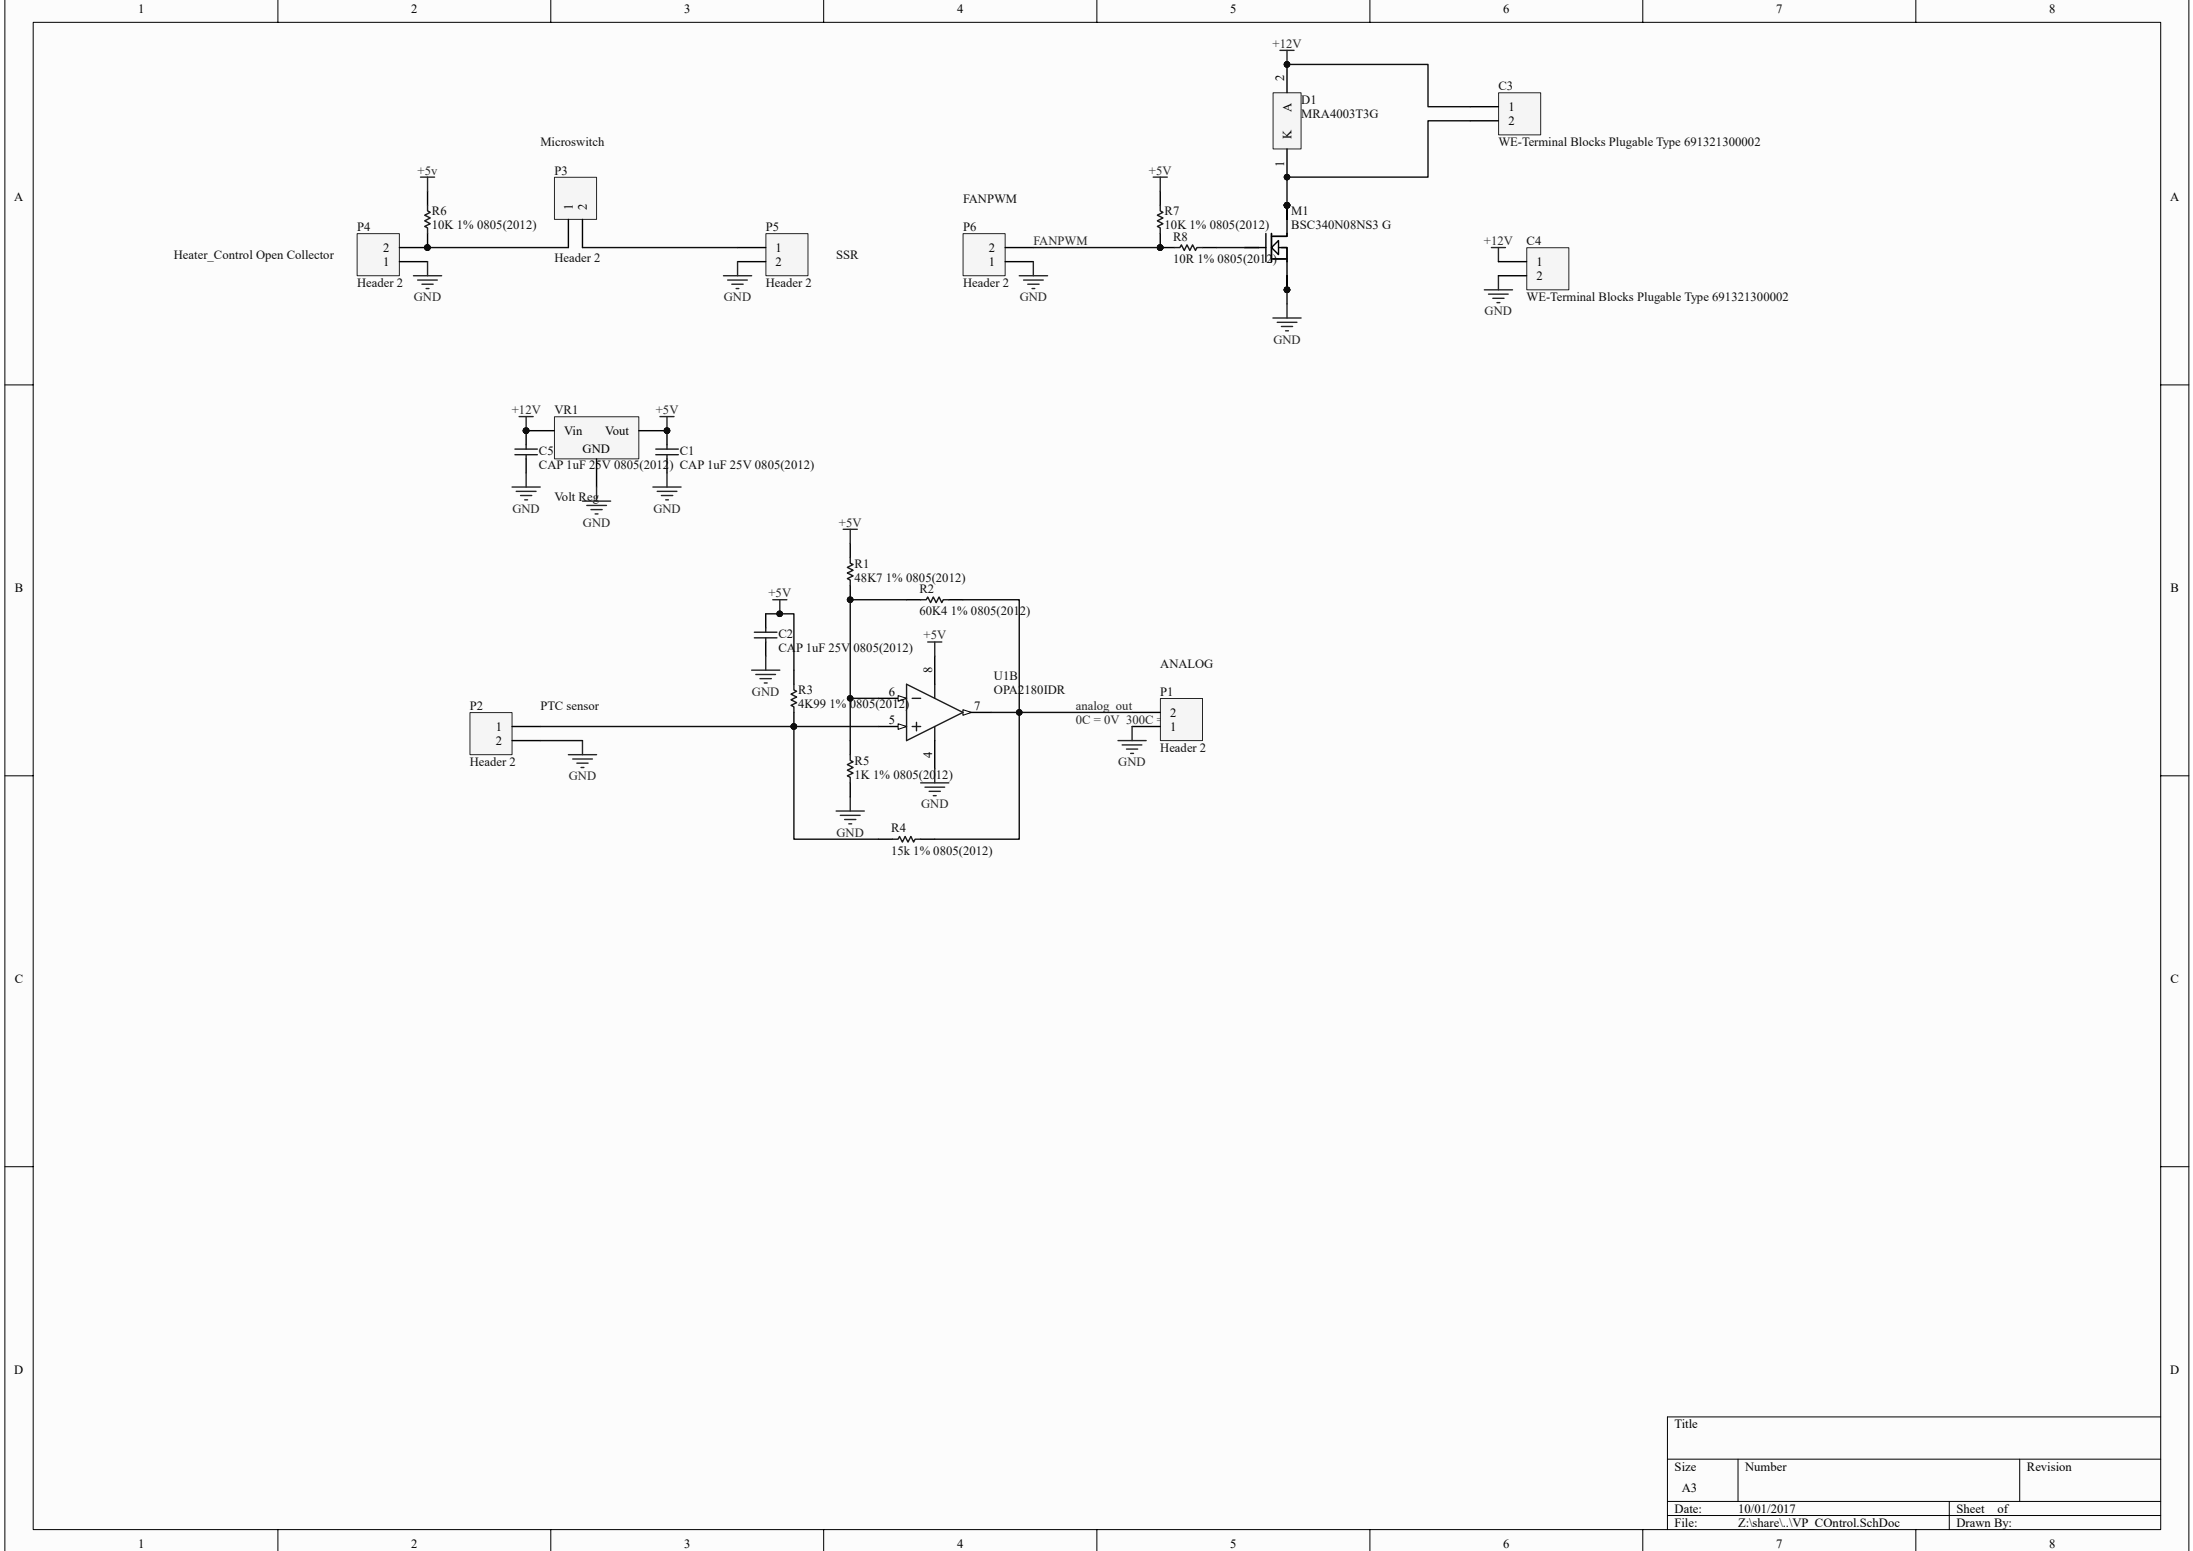 1 2 3 4 5 6 7 8
+12V
2
A
K
D1
MRA4003T3G
1
C3
1
2
WE-Terminal Blocks Plugable Type 691321300002
Microswitch
P3
1
2
Header 2
+5v
R6
10K 1% 0805(2012)
P4
2
1
Header 2
Heater_Control Open Collector
GND
P5
1
2
Header 2
SSR
GND
FANPWM
P6
2
1
Header 2
FANPWM
GND
+5V
R7
10K 1% 0805(2012)
R8
10R 1% 0805(2012)
M1
BSC340N08NS3 G
GND
+12V
C4
1
2
GND
WE-Terminal Blocks Plugable Type 691321300002
A
A
+12V
VR1
+5V
Vin Vout
GND
C5
CAP 1uF 25V 0805(2012)
C1
CAP 1uF 25V 0805(2012)
Volt Reg
GND
GND
GND
+5V
R1
48K7 1% 0805(2012)
R2
60K4 1% 0805(2012)
B
B
+5V
C2
CAP 1uF 25V 0805(2012)
GND
+5V
8
R3
4K99 1% 0805(2012)
6
5
7
4
U1B
OPA2180IDR
GND
ANALOG
P1
analog_out
0C = 0V 300C =
2
1
Header 2
GND
P2
PTC sensor
1
2
Header 2
GND
R5
1K 1% 0805(2012)
GND
R4
15k 1% 0805(2012)
C
C
D
D
Title
Size
A3
Number
Revision
Date: 10/01/2017
Sheet of
File: Z:\share\..\VP_COntrol.SchDoc
Drawn By:
1 2 3 4 5 6 7 8